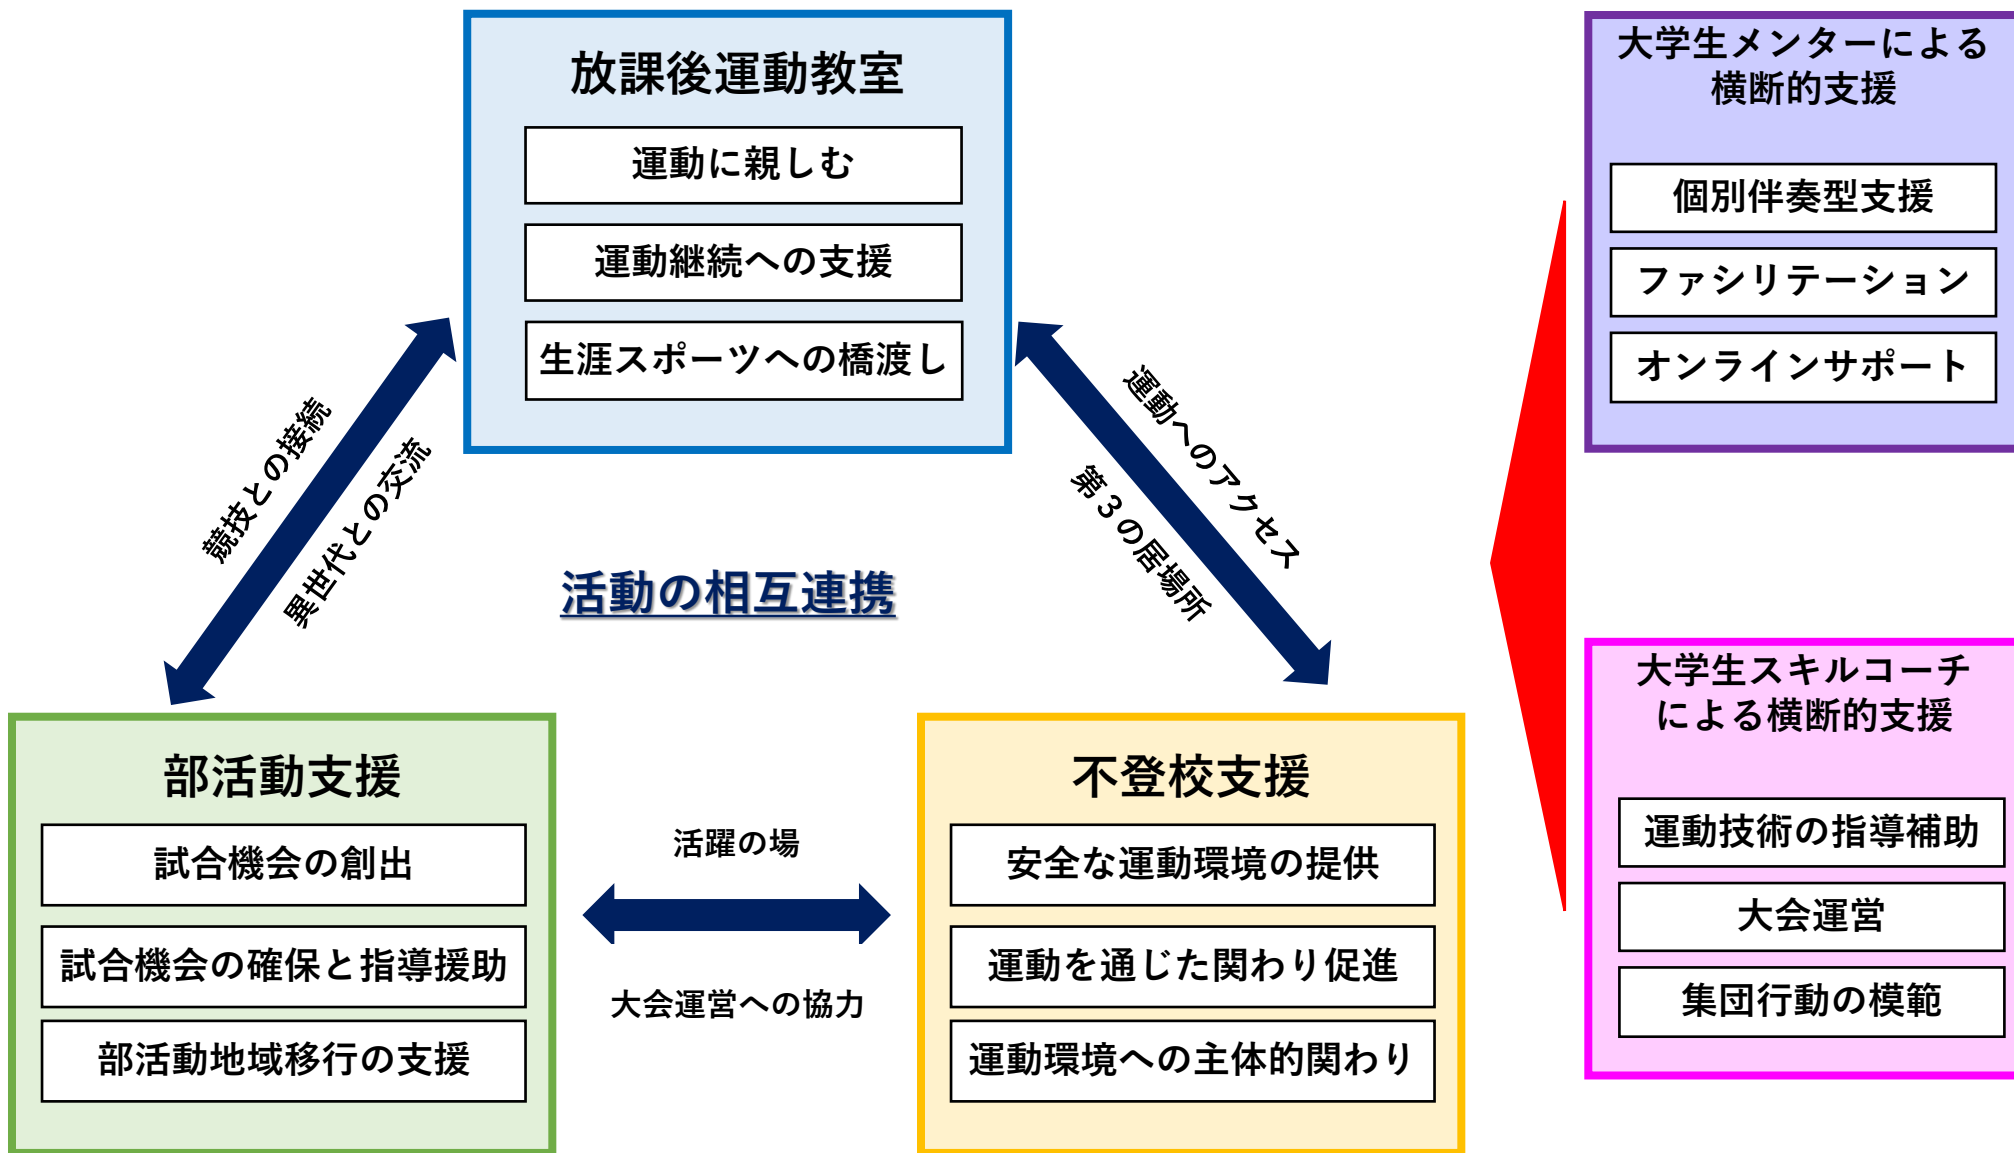 放課後運動教室
運動に親しむ
運動継続への支援
生涯スポーツへの橋渡し
競技との接続
異世代との交流
運動へのアクセス
第３の居場所
活動の相互連携
部活動支援
試合機会の創出
試合機会の確保と指導援助
部活動地域移行の支援
活躍の場
大会運営への協力
不登校支援
安全な運動環境の提供
運動を通じた関わり促進
運動環境への主体的関わり
大学生メンターによる
横断的支援
個別伴奏型支援
ファシリテーション
オンラインサポート
大学生スキルコーチ
による横断的支援
運動技術の指導補助
大会運営
集団行動の模範